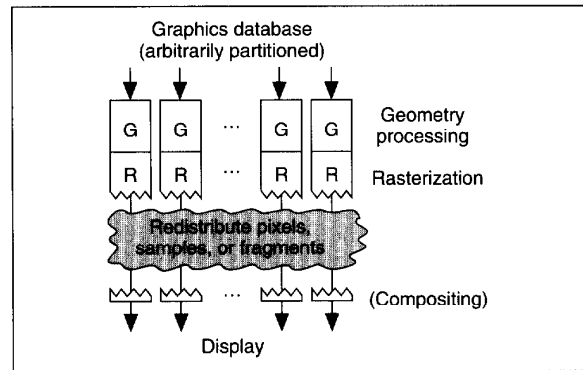 Graphics database
(arbitrarily partitioned)
G G ... G G
Geometry
processing
R R ... R R
Rasterization
Redistribute pixels,
samples, or fragments
...
(Compositing)
Display